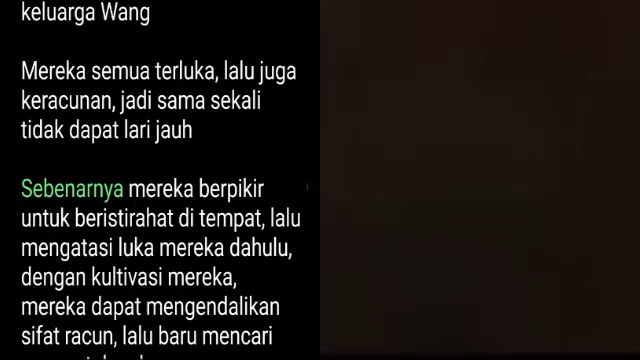 keluarga Wang
Mereka semua terluka, lalu juga
keracunan, jadi sama sekali
tidak dapat lari jauh
Sebenarnya mereka berpikir
untuk beristirahat di tempat, lalu
mengatasi luka mereka dahulu,
dengan kultivasi mereka,
mereka dapat mengendalikan
sifat racun, lalu baru mencari